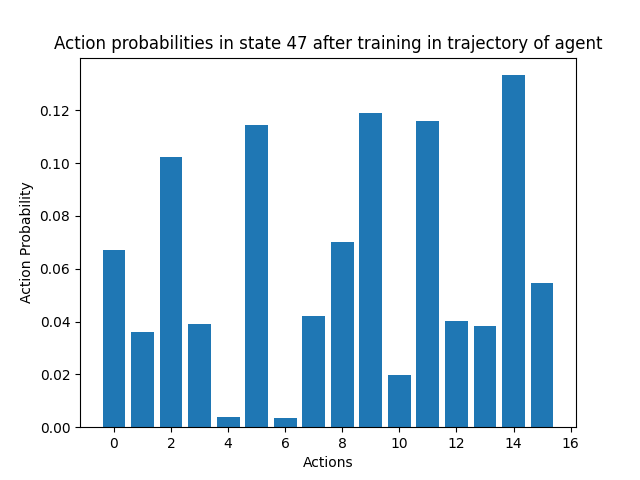 Action probabilities in state 47 after training in trajectory of agent
0.12
0.10
0.08
0.06
0.04
0.02
0.00
Action Probability
0 2 4 6 8 10 12 14 16
Actions